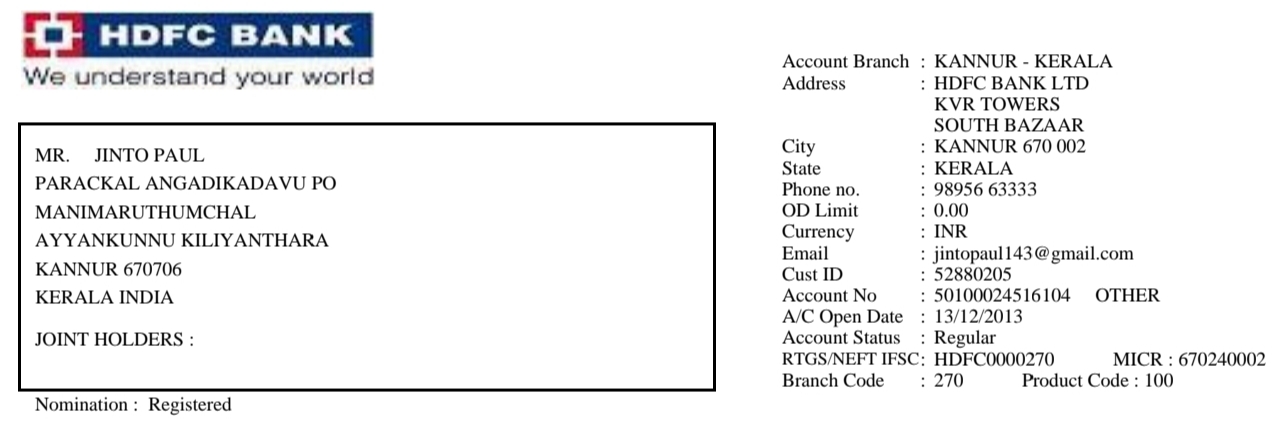 HDFC BANK
We understand your world
MR. JINTO PAUL
PARACKAL ANGADIKADAVU PO
MANIMARUTHUMCHAL
AYYANKUNNU KILIYANTHARA
KANNUR 670706
KERALA INDIA
JOINT HOLDERS :
Nomination : Registered
Account Branch : KANNUR - KERALA
Address : HDFC BANK LTD
KVR TOWERS
SOUTH BAZAAR
City : KANNUR 670 002
State : KERALA
Phone no. : 98956 63333
OD Limit : 0.00
Currency : INR
Email : jintopaul143@gmail.com
Cust ID : 52880205
Account No : 50100024516104 OTHER
A/C Open Date : 13/12/2013
Account Status : Regular
RTGS/NEFT IFSC: HDFC0000270 MICR : 670240002
Branch Code : 270 Product Code : 100